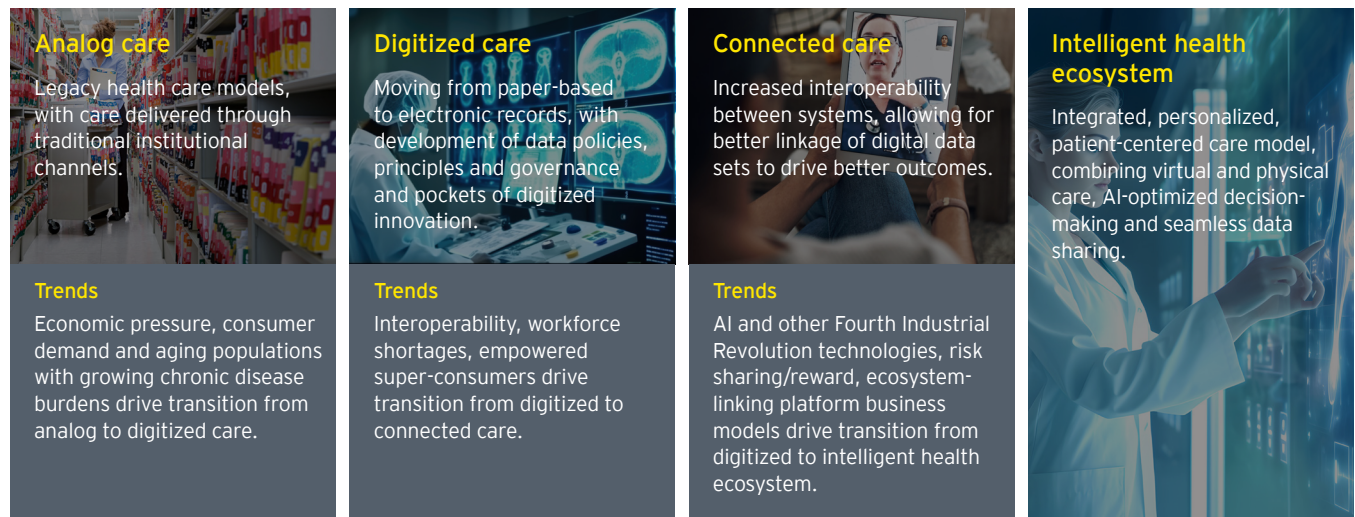 Analog care
Legacy health care models,
with care delivered through
traditional institutional
channels.
Trends
Economic pressure, consumer
demand and aging populations
with growing chronic disease
burdens drive transition from
analog to digitized care.
Digitized care
Moving from paper-based
to electronic records, with
development of data policies,
principles and governance
and pockets of digitized
innovation.
Trends
Interoperability, workforce
shortages, empowered
super-consumers drive
transition from digitized to
connected care.
Connected care
Increased interoperability
between systems, allowing for
better linkage of digital data
sets to drive better outcomes.
Trends
AI and other Fourth Industrial
Revolution technologies, risk
sharing/reward, ecosystem-
linking platform business
models drive transition from
digitized to intelligent health
ecosystem.
Intelligent health
ecosystem
Integrated, personalized,
patient-centered care model,
combining virtual and physical
care, AI-optimized decision-
making and seamless data
sharing.